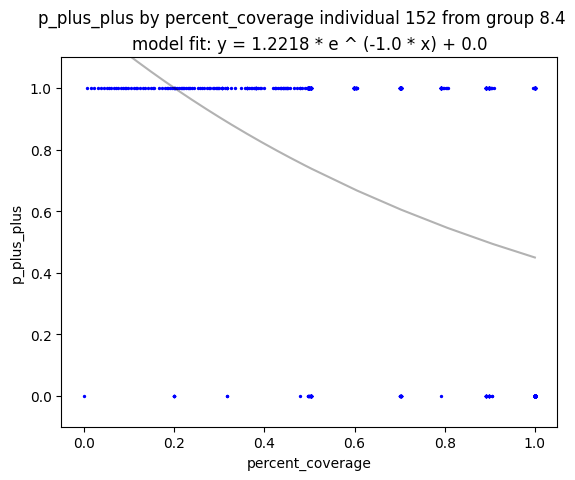 p_plus_plus by percent_coverage individual 152 from group 8.4
model fit: y = 1.2218 * e ^ (-1.0 * x) + 0.0
1.0
0.8
0.6
0.4
0.2
0.0
p_plus_plus
0.0 0.2 0.4 0.6 0.8 1.0
percent_coverage